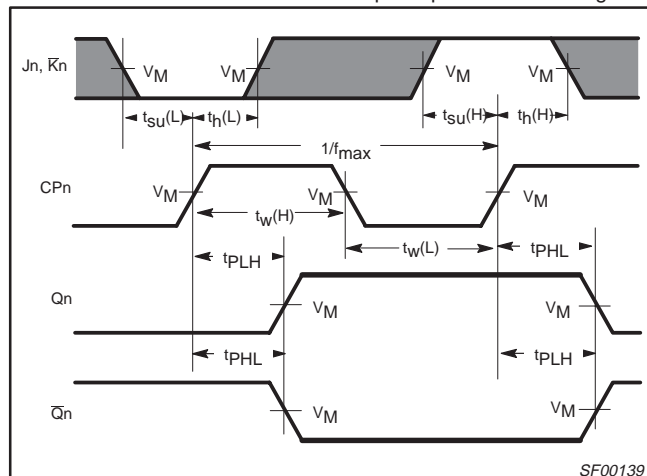 Jn, K̅n
VM VM VM VM
tsu(L) th(L) tsu(H) th(H)
1/fmax
CPn
VM VM VM
tw(H)
tw(L)
tPLH tPHL
Qn
VM VM
tPHL tPLH
Q̅n
VM VM
SF00139